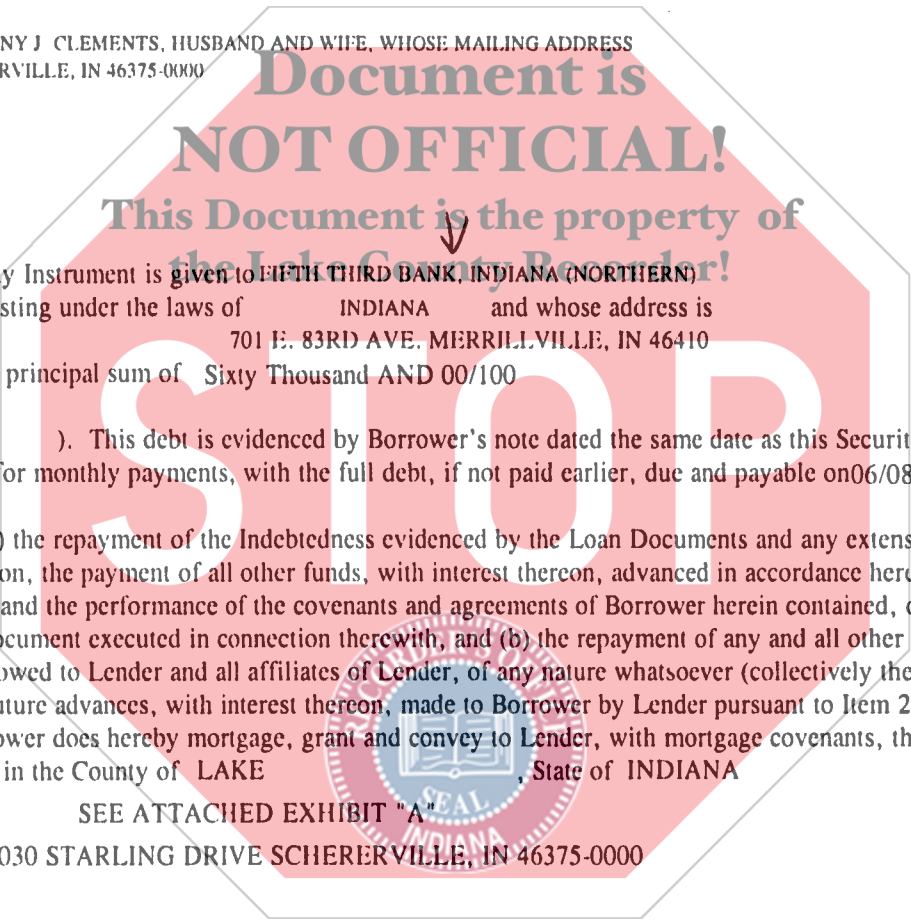 NY J CLEMENTS, HUSBAND AND WIFE, WHOSE MAILING ADDRESS
RVILLE, IN 46375-0000
Document is
NOT OFFICIAL!
This Document is the property of
the Lake County Recorder!
y Instrument is given to FIFTH THIRD BANK, INDIANA (NORTHERN)
sting under the laws of INDIANA and whose address is
701 E. 83RD AVE. MERRILLVILLE, IN 46410
principal sum of Sixty Thousand AND 00/100
). This debt is evidenced by Borrower's note dated the same date as this Securit
for monthly payments, with the full debt, if not paid earlier, due and payable on06/08
STOP
) the repayment of the Indebtedness evidenced by the Loan Documents and any extens
on, the payment of all other funds, with interest thereon, advanced in accordance here
and the performance of the covenants and agreements of Borrower herein contained, o
ocument executed in connection therewith, and (b) the repayment of any and all other
owed to Lender and all affiliates of Lender, of any nature whatsoever (collectively the
uture advances, with interest thereon, made to Borrower by Lender pursuant to Item 2
ower does hereby mortgage, grant and convey to Lender, with mortgage covenants, th
in the County of LAKE , State of INDIANA
RECORDER'S OFFICE
SEAL
INDIANA
SEE ATTACHED EXHIBIT "A"
030 STARLING DRIVE SCHERERVILLE, IN 46375-0000